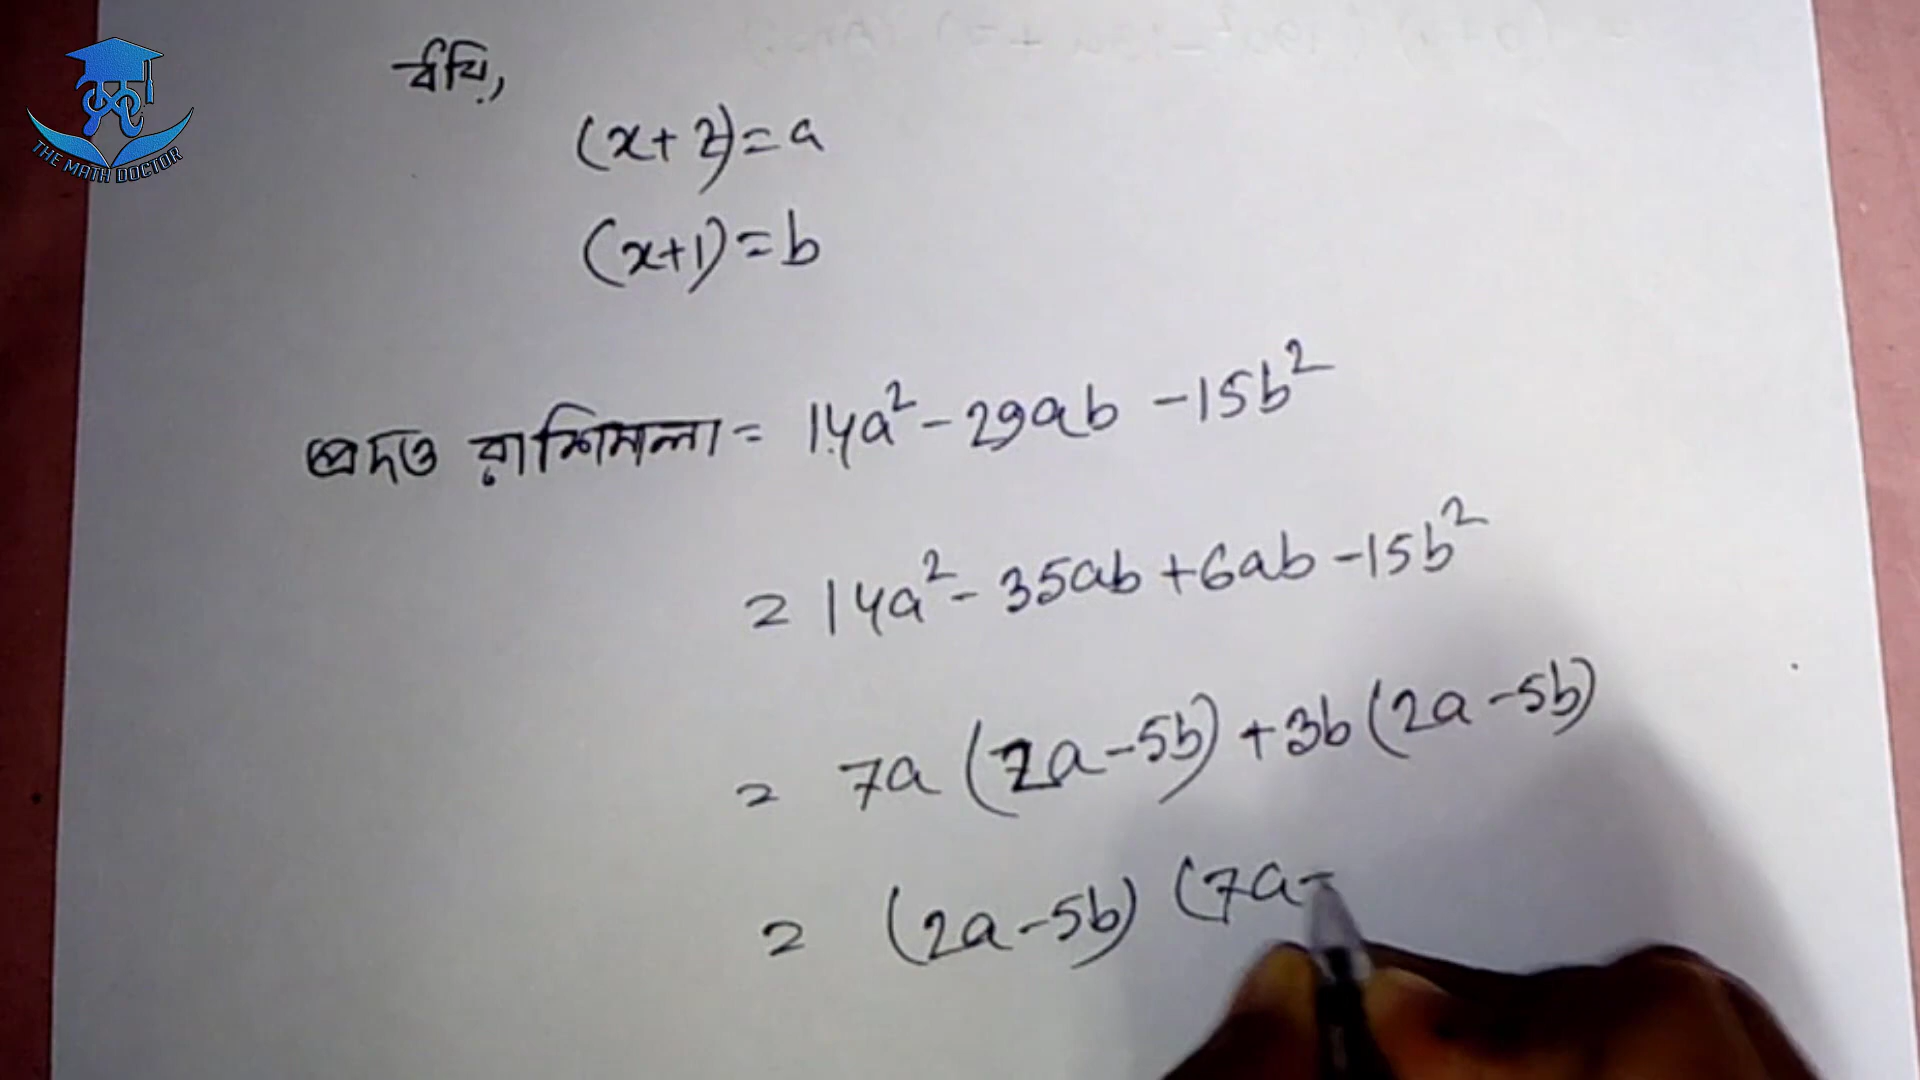 THE MATH DOCTOR
ধরি,
(x+z)=a
(x+1)=b
প্রদত্ত রাশিমালা = 14a² - 29ab - 15b²
= 14a² - 35ab + 6ab - 15b²
= 7a (2a - 5b) + 3b (2a - 5b)
= (2a - 5b) (7a